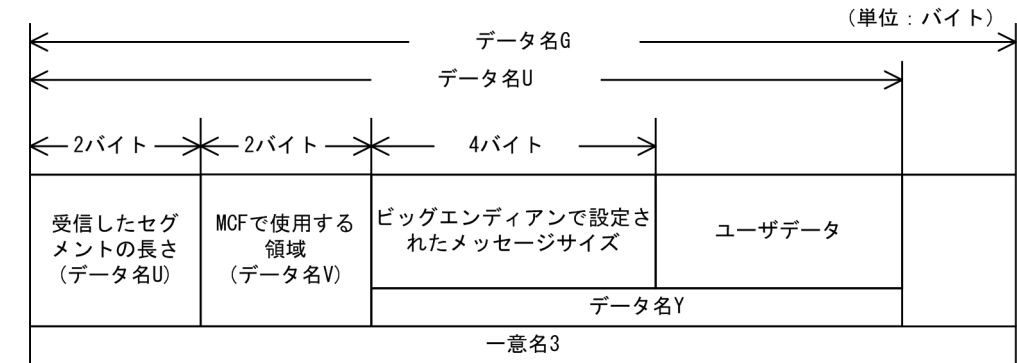 (単位：バイト)
データ名G
データ名U
2バイト
2バイト
4バイト
受信したセグ
メントの長さ
(データ名U)
MCFで使用する
領域
(データ名V)
ビッグエンディアンで設定さ
れたメッセージサイズ
ユーザデータ
データ名Y
一意名3